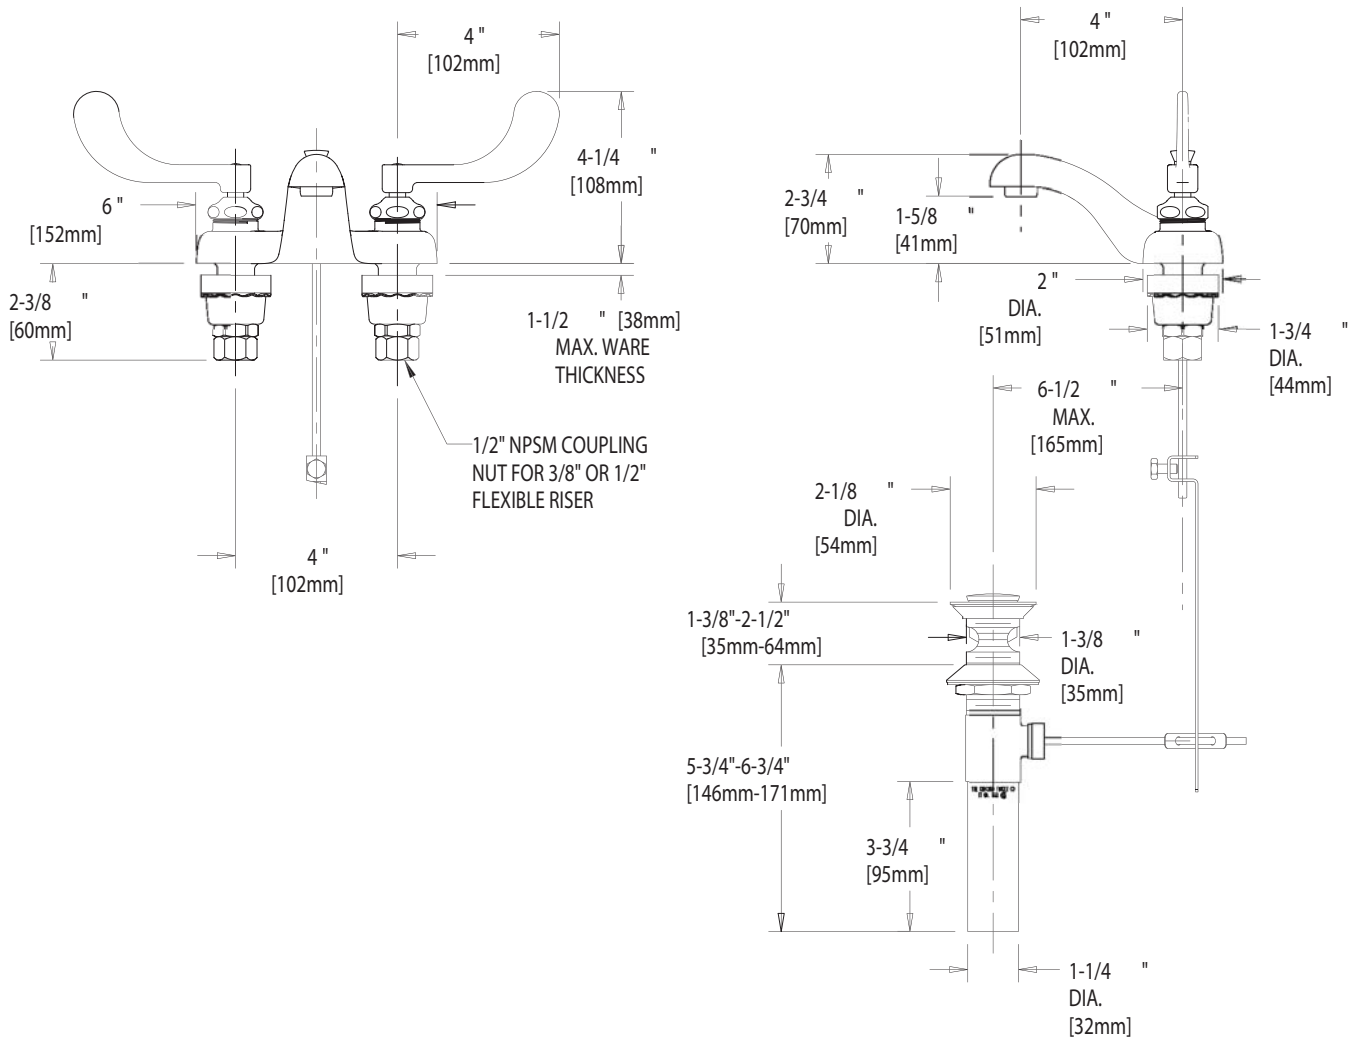 4 "
[102mm]
4-1/4 "
[108mm]
6 "
[152mm]
2-3/8 "
[60mm]
1-1/2 " [38mm]
MAX. WARE
THICKNESS
1/2" NPSM COUPLING
NUT FOR 3/8" OR 1/2"
FLEXIBLE RISER
4 "
[102mm]
4 "
[102mm]
2-3/4 "
[70mm]
1-5/8 "
[41mm]
2 "
DIA.
[51mm]
1-3/4 "
DIA.
[44mm]
6-1/2 "
MAX.
[165mm]
2-1/8 "
DIA.
[54mm]
1-3/8"-2-1/2"
[35mm-64mm]
1-3/8 "
DIA.
[35mm]
5-3/4"-6-3/4"
[146mm-171mm]
3-3/4 "
[95mm]
1-1/4 "
DIA.
[32mm]